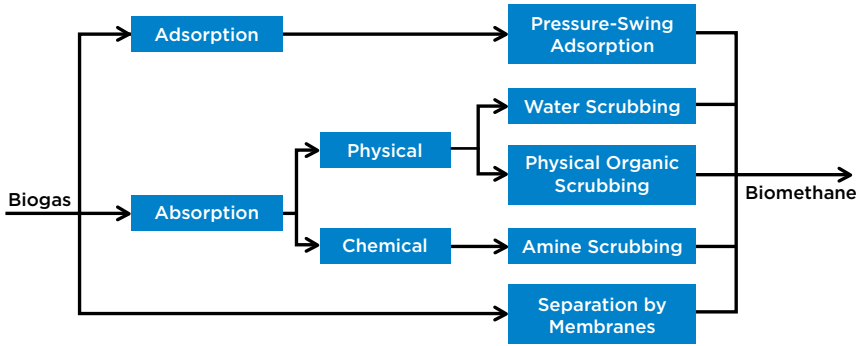 Adsorption
Pressure-Swing
Adsorption
Water Scrubbing
Physical
Physical Organic
Scrubbing
Biogas
Absorption
Biomethane
Chemical
Amine Scrubbing
Separation by
Membranes